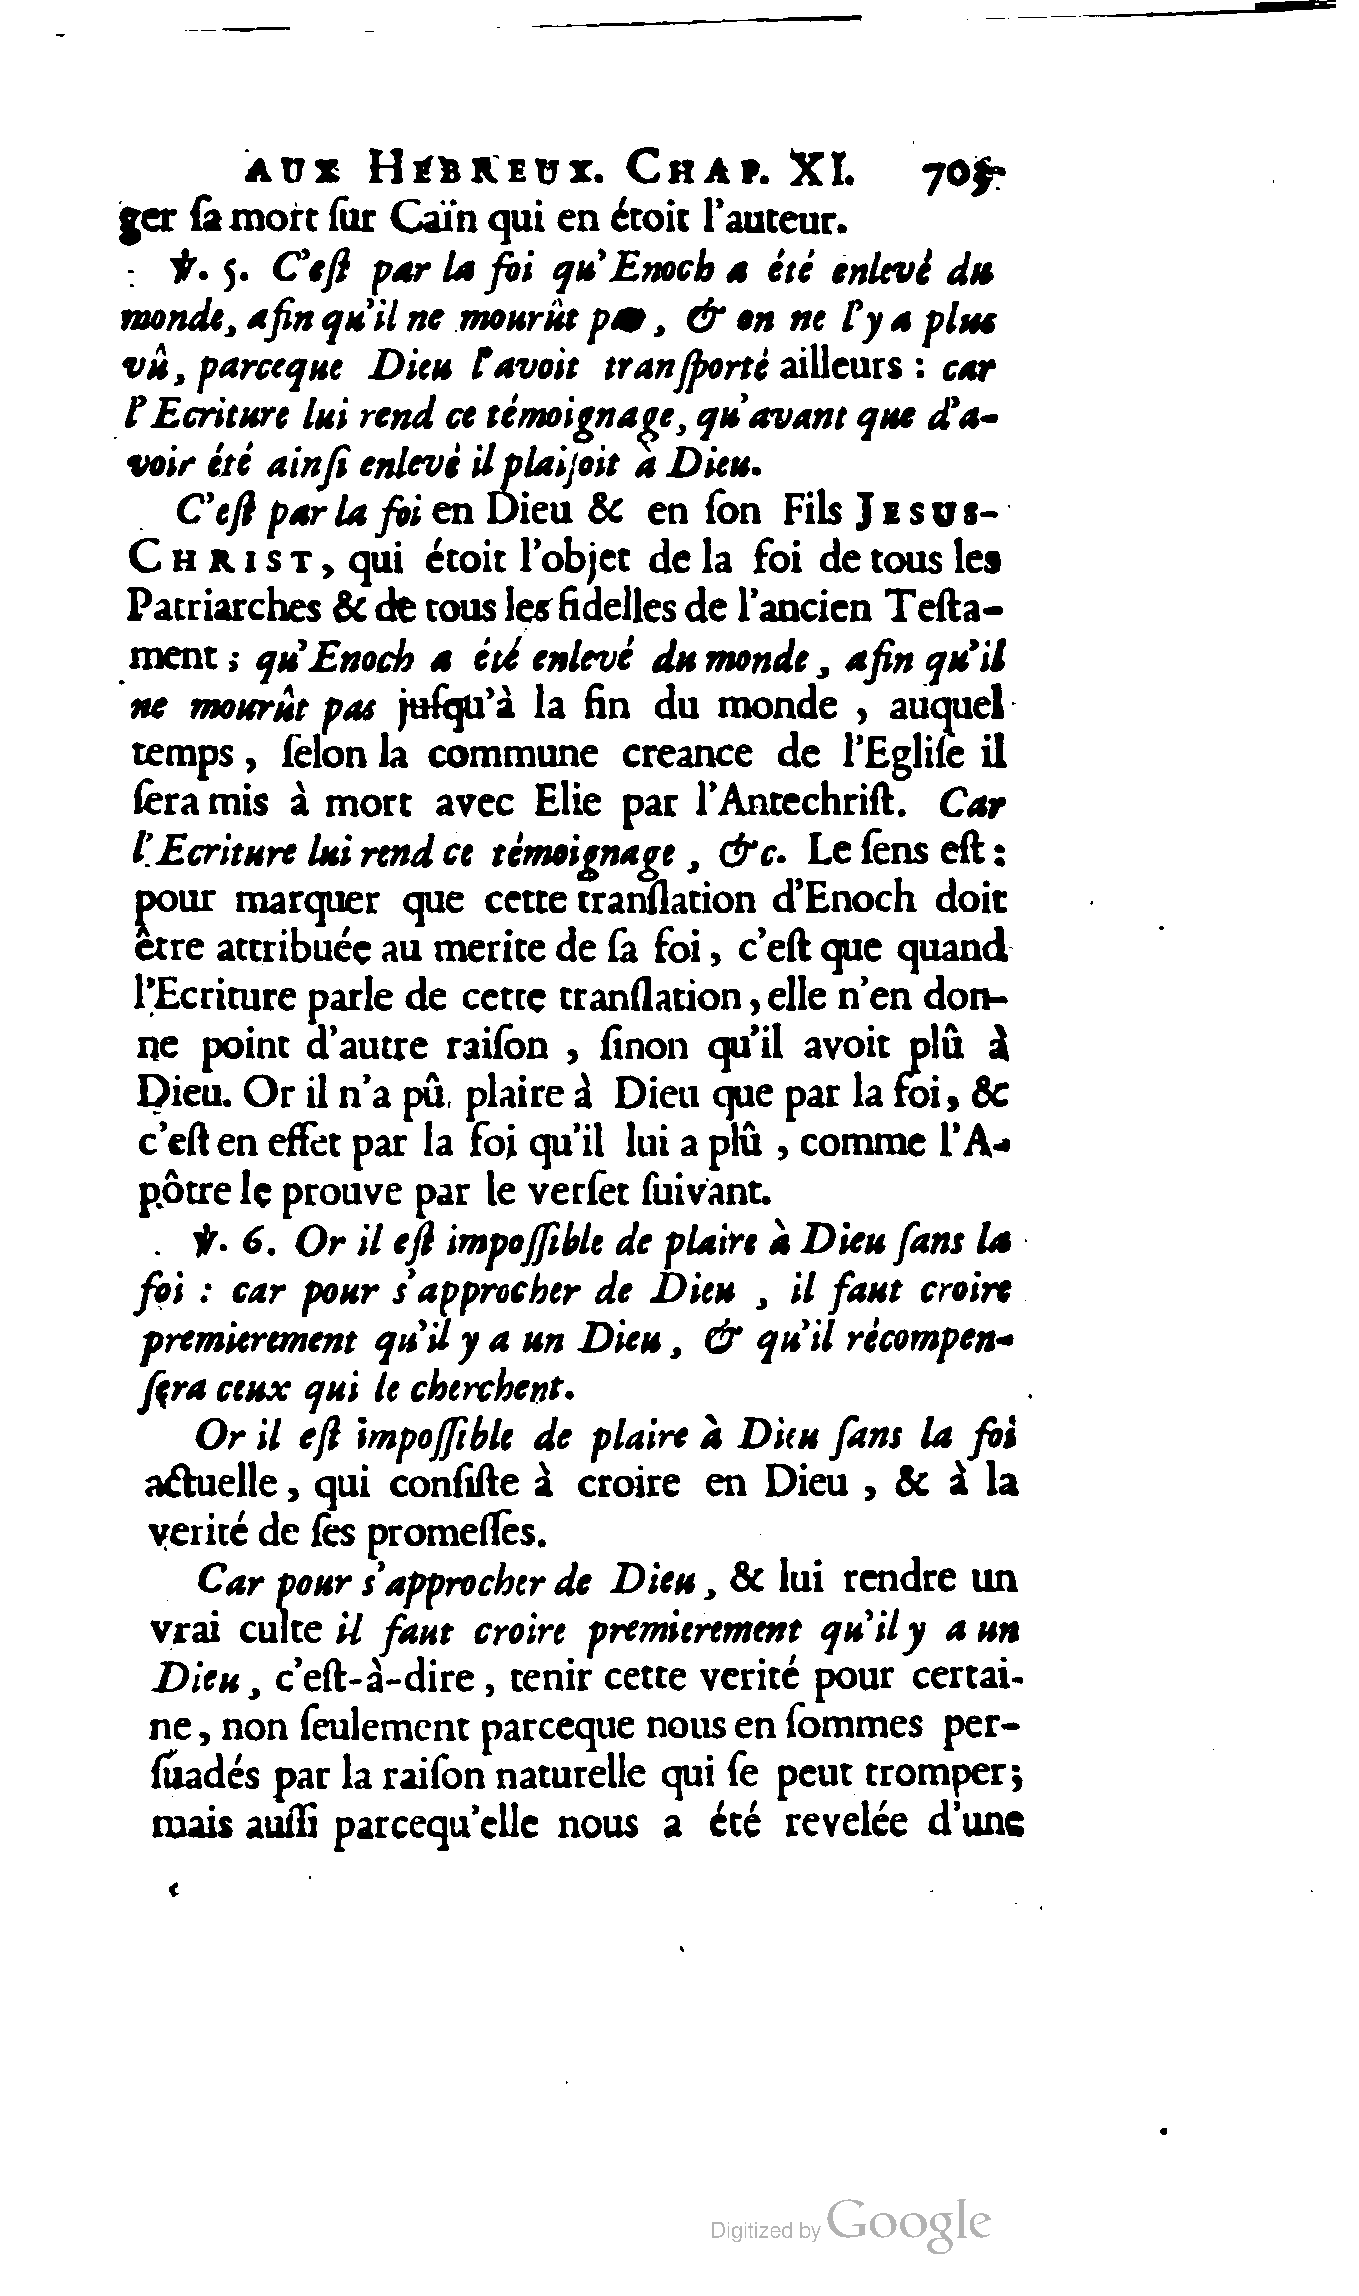 AUX HÉBREUX. CHAP. XI. 705
ger ſa mort ſur Caïn qui en étoit l'auteur.
℣. 5. C'eſt par la foi qu'Enoch a été enlevé du
monde, afin qu'il ne mourût pas, & on ne l'y a plus
vû, parceque Dieu l'avoit tranſporté ailleurs : car
l'Ecriture lui rend ce témoignage, qu'avant que d'a-
voir été ainſi enlevé il plaiſoit à Dieu.
C'eſt par la foi en Dieu & en ſon Fils JESUS-
CHRIST, qui étoit l'objet de la foi de tous les
Patriarches & de tous les fidelles de l'ancien Teſta-
ment ; qu'Enoch a été enlevé du monde, afin qu'il
ne mourût pas juſqu'à la fin du monde, auquel
temps, ſelon la commune creance de l'Egliſe il
ſera mis à mort avec Elie par l'Antechriſt. Car
l'Ecriture lui rend ce témoignage, &c. Le ſens eſt :
pour marquer que cette tranſlation d'Enoch doit
être attribuée au merite de ſa foi, c'eſt que quand
l'Ecriture parle de cette tranſlation, elle n'en don-
ne point d'autre raiſon, ſinon qu'il avoit plû à
Dieu. Or il n'a pû plaire à Dieu que par la foi, &
c'eſt en effet par la foi qu'il lui a plû, comme l'A-
pôtre le prouve par le verſet ſuivant.
℣. 6. Or il eſt impoſſible de plaire à Dieu ſans la
foi : car pour s'approcher de Dieu, il faut croire
premierement qu'il y a un Dieu, & qu'il récompen-
ſera ceux qui le cherchent.
Or il eſt impoſſible de plaire à Dieu ſans la foi
actuelle, qui conſiſte à croire en Dieu, & à la
verité de ſes promeſſes.
Car pour s'approcher de Dieu, & lui rendre un
vrai culte il faut croire premierement qu'il y a un
Dieu, c'eſt-à-dire, tenir cette verité pour certai-
ne, non ſeulement parceque nous en ſommes per-
ſuadés par la raiſon naturelle qui ſe peut tromper ;
mais auſſi parcequ'elle nous a été revelée d'une
Digitized by Google